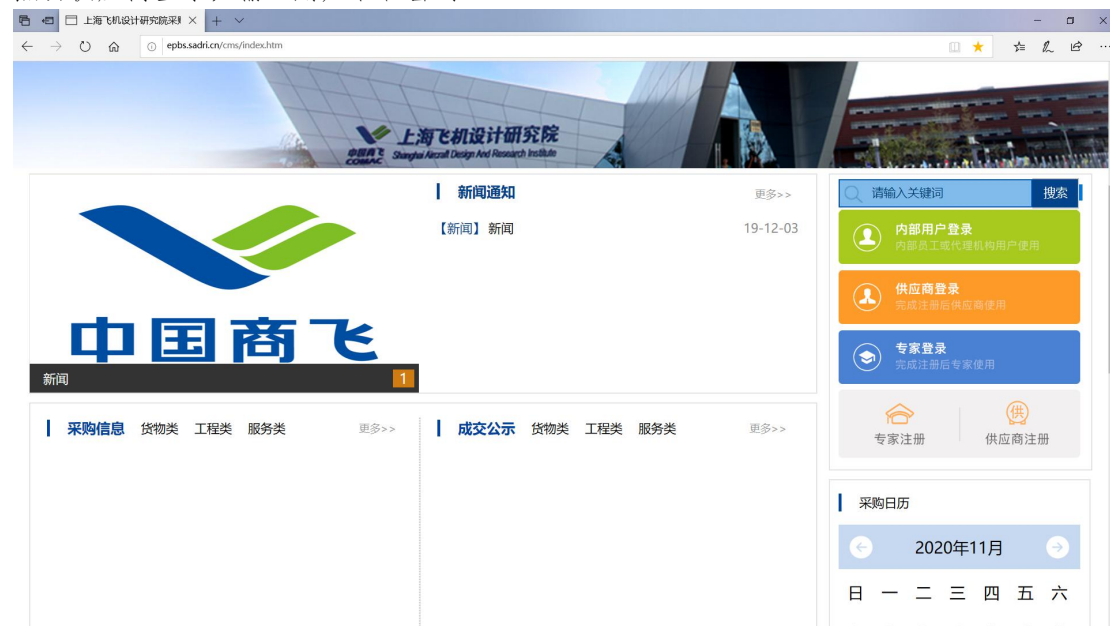 上海飞机设计研究院采
epbs.sadri.cn/cms/index.htm
上海飞机设计研究院
中国商飞 COMAC
Shanghai Aircraft Design And Research Institute
新闻通知
更多>>
【新闻】新闻
19-12-03
中国商飞
新闻
1
请输入关键词
搜索
内部用户登录
内部员工或代理机构用户使用
供应商登录
完成注册后供应商使用
专家登录
完成注册后专家使用
供
专家注册
供应商注册
采购信息 货物类 工程类 服务类
更多>>
成交公示 货物类 工程类 服务类
更多>>
采购日历
2020年11月
日 一 二 三 四 五 六